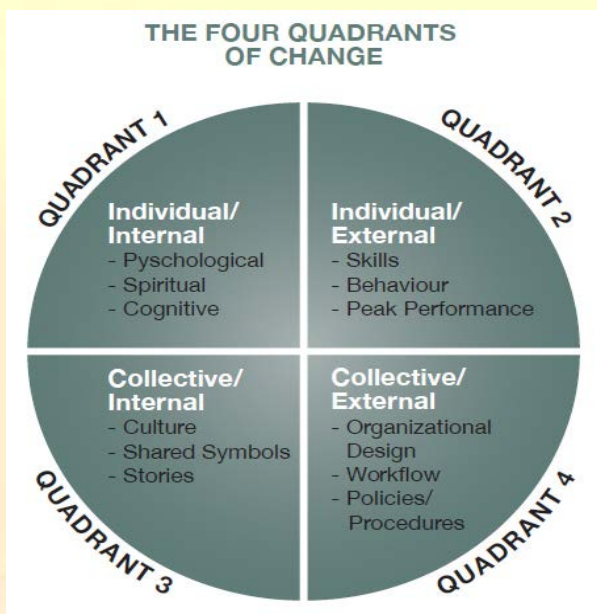 THE FOUR QUADRANTS
OF CHANGE
QUADRANT 1
Individual/
Internal
- Pyschological
- Spiritual
- Cognitive
QUADRANT 2
Individual/
External
- Skills
- Behaviour
- Peak Performance
QUADRANT 3
Collective/
Internal
- Culture
- Shared Symbols
- Stories
QUADRANT 4
Collective/
External
- Organizational
Design
- Workflow
- Policies/
Procedures